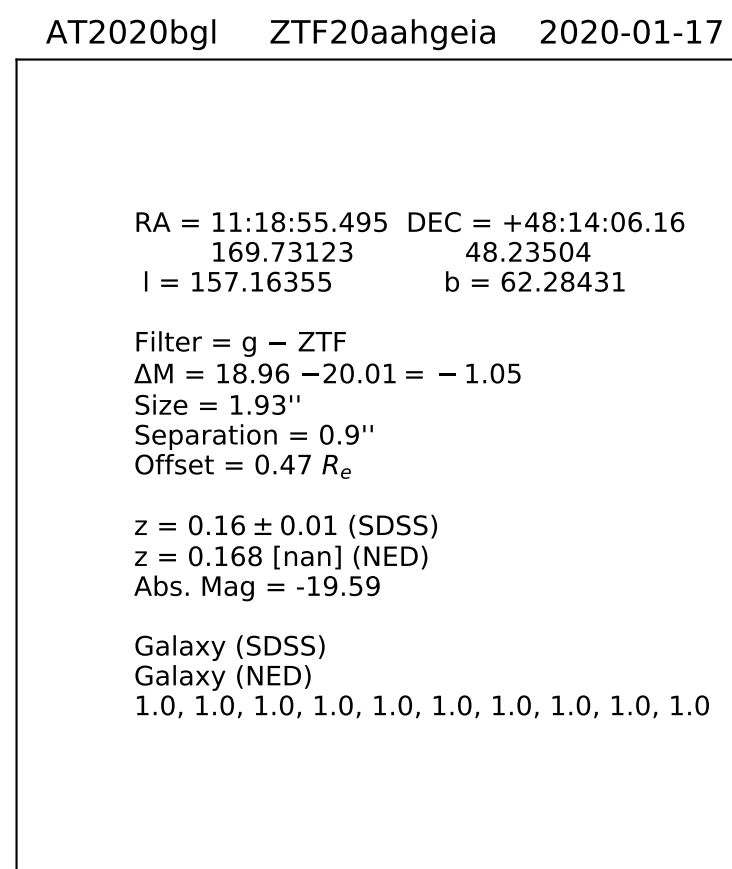 AT2020bgl ZTF20aahgeia 2020-01-17
RA = 11:18:55.495 DEC = +48:14:06.16
169.73123 48.23504
l = 157.16355 b = 62.28431
Filter = g − ZTF
ΔM = 18.96 −20.01 = − 1.05
Size = 1.93''
Separation = 0.9''
Offset = 0.47 Rₑ
z = 0.16 ± 0.01 (SDSS)
z = 0.168 [nan] (NED)
Abs. Mag = -19.59
Galaxy (SDSS)
Galaxy (NED)
1.0, 1.0, 1.0, 1.0, 1.0, 1.0, 1.0, 1.0, 1.0, 1.0